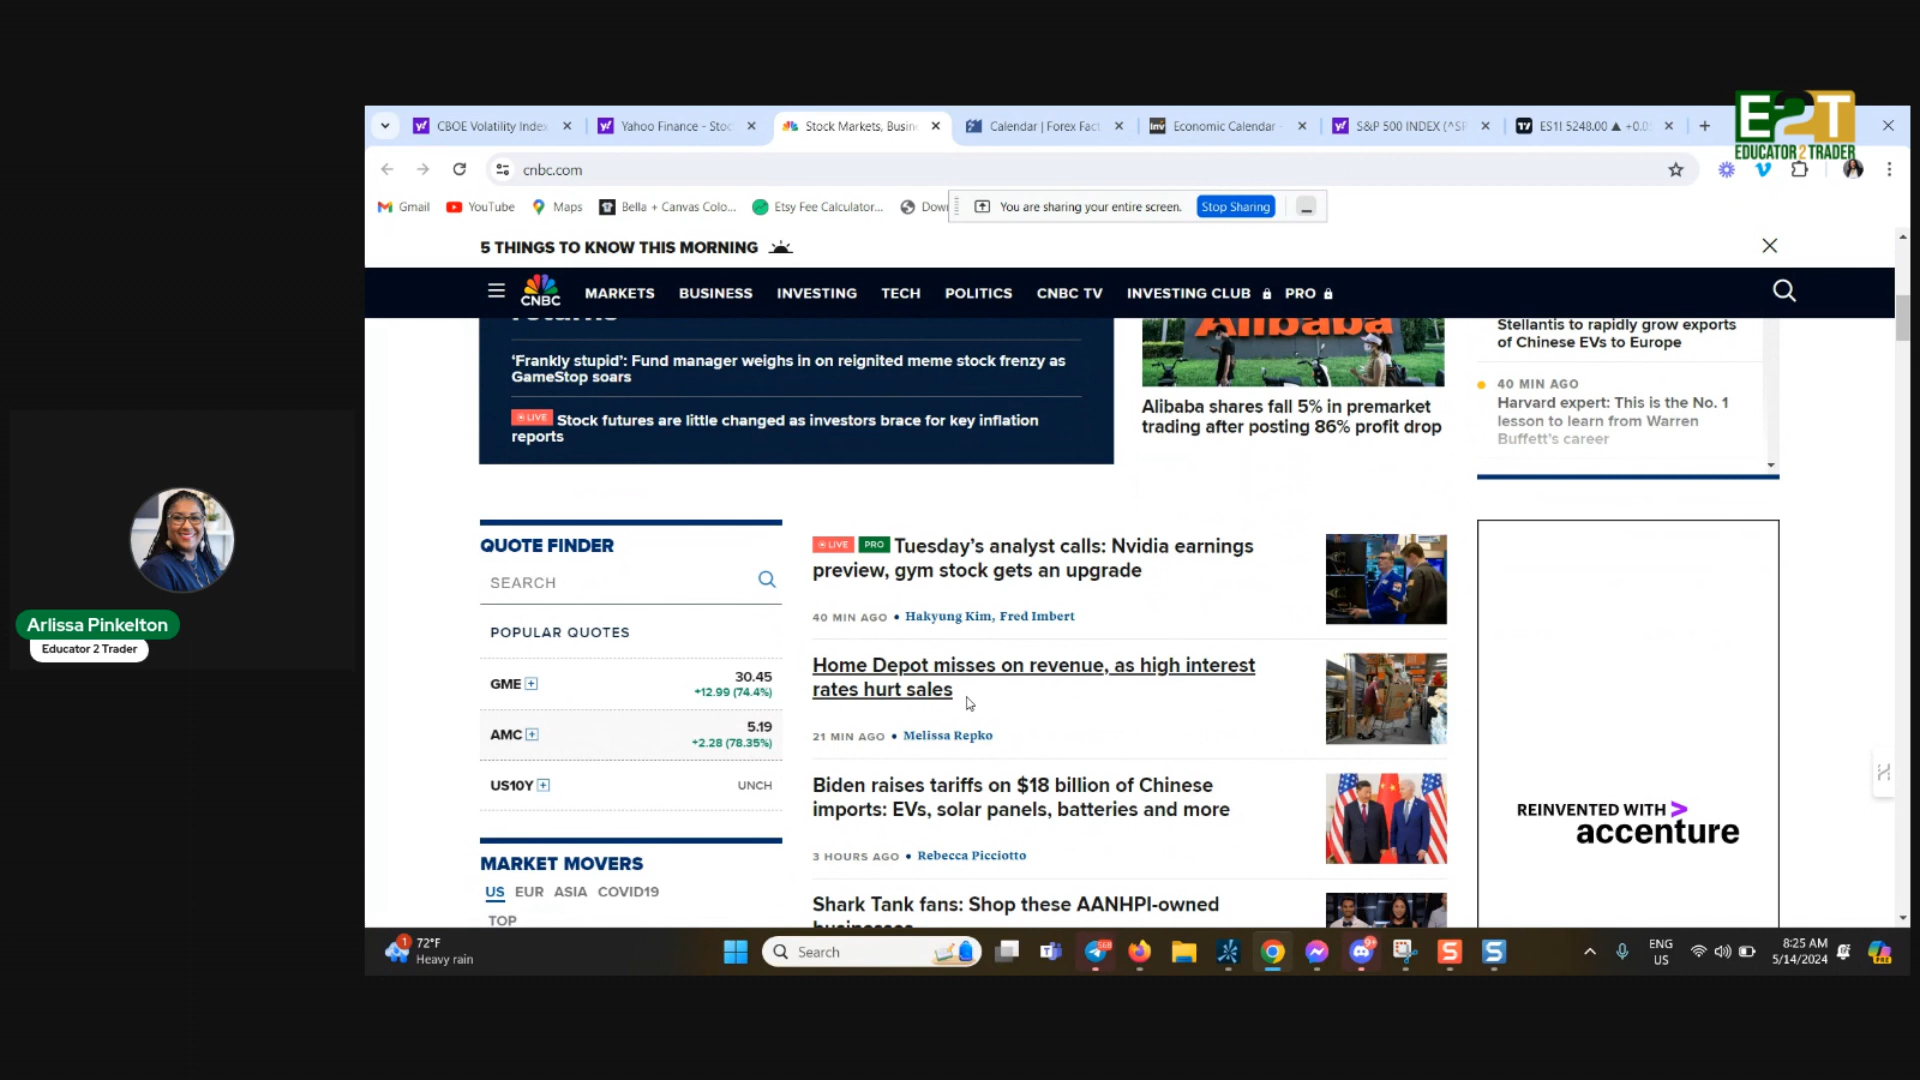 E2T
EDUCATOR 2 TRADER
CBOE Volatility Index
Yahoo Finance - Stoc
Stock Markets, Busin
Calendar | Forex Fact
Economic Calendar -
S&P 500 INDEX (^SP
ES1! 5248.00 ▲ +0.0
cnbc.com
Gmail
YouTube
Maps
Bella + Canvas Colo...
Etsy Fee Calculator...
You are sharing your entire screen.
Stop Sharing
5 THINGS TO KNOW THIS MORNING
CNBC
MARKETS
BUSINESS
INVESTING
TECH
POLITICS
CNBC TV
INVESTING CLUB
PRO
‘Frankly stupid’: Fund manager weighs in on reignited meme stock frenzy as
GameStop soars
LIVE Stock futures are little changed as investors brace for key inflation
reports
Alibaba
Alibaba shares fall 5% in premarket
trading after posting 86% profit drop
Stellantis to rapidly grow exports
of Chinese EVs to Europe
40 MIN AGO
Harvard expert: This is the No. 1
lesson to learn from Warren
Buffett's career
QUOTE FINDER
SEARCH
POPULAR QUOTES
GME 30.45
+12.99 (74.4%)
AMC 5.19
+2.28 (78.35%)
US10Y UNCH
MARKET MOVERS
US EUR ASIA COVID19
TOP
LIVE PRO Tuesday’s analyst calls: Nvidia earnings
preview, gym stock gets an upgrade
40 MIN AGO • Hakyung Kim, Fred Imbert
Home Depot misses on revenue, as high interest
rates hurt sales
21 MIN AGO • Melissa Repko
Biden raises tariffs on $18 billion of Chinese
imports: EVs, solar panels, batteries and more
3 HOURS AGO • Rebecca Picciotto
Shark Tank fans: Shop these AANHPI-owned
businesses
REINVENTED WITH >
accenture
Arlissa Pinkelton
Educator 2 Trader
72°F
Heavy rain
Search
ENG
US
8:25 AM
5/14/2024